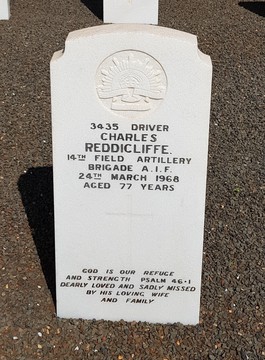 3435 DRIVER
CHARLES
REDDICLIFFE.
14TH FIELD ARTILLERY
BRIGADE A.I.F.
24TH MARCH 1968
AGED 77 YEARS
GOD IS OUR REFUGE
AND STRENGTH PSALM 46·1
DEARLY LOVED AND SADLY MISSED
BY HIS LOVING WIFE
AND FAMILY